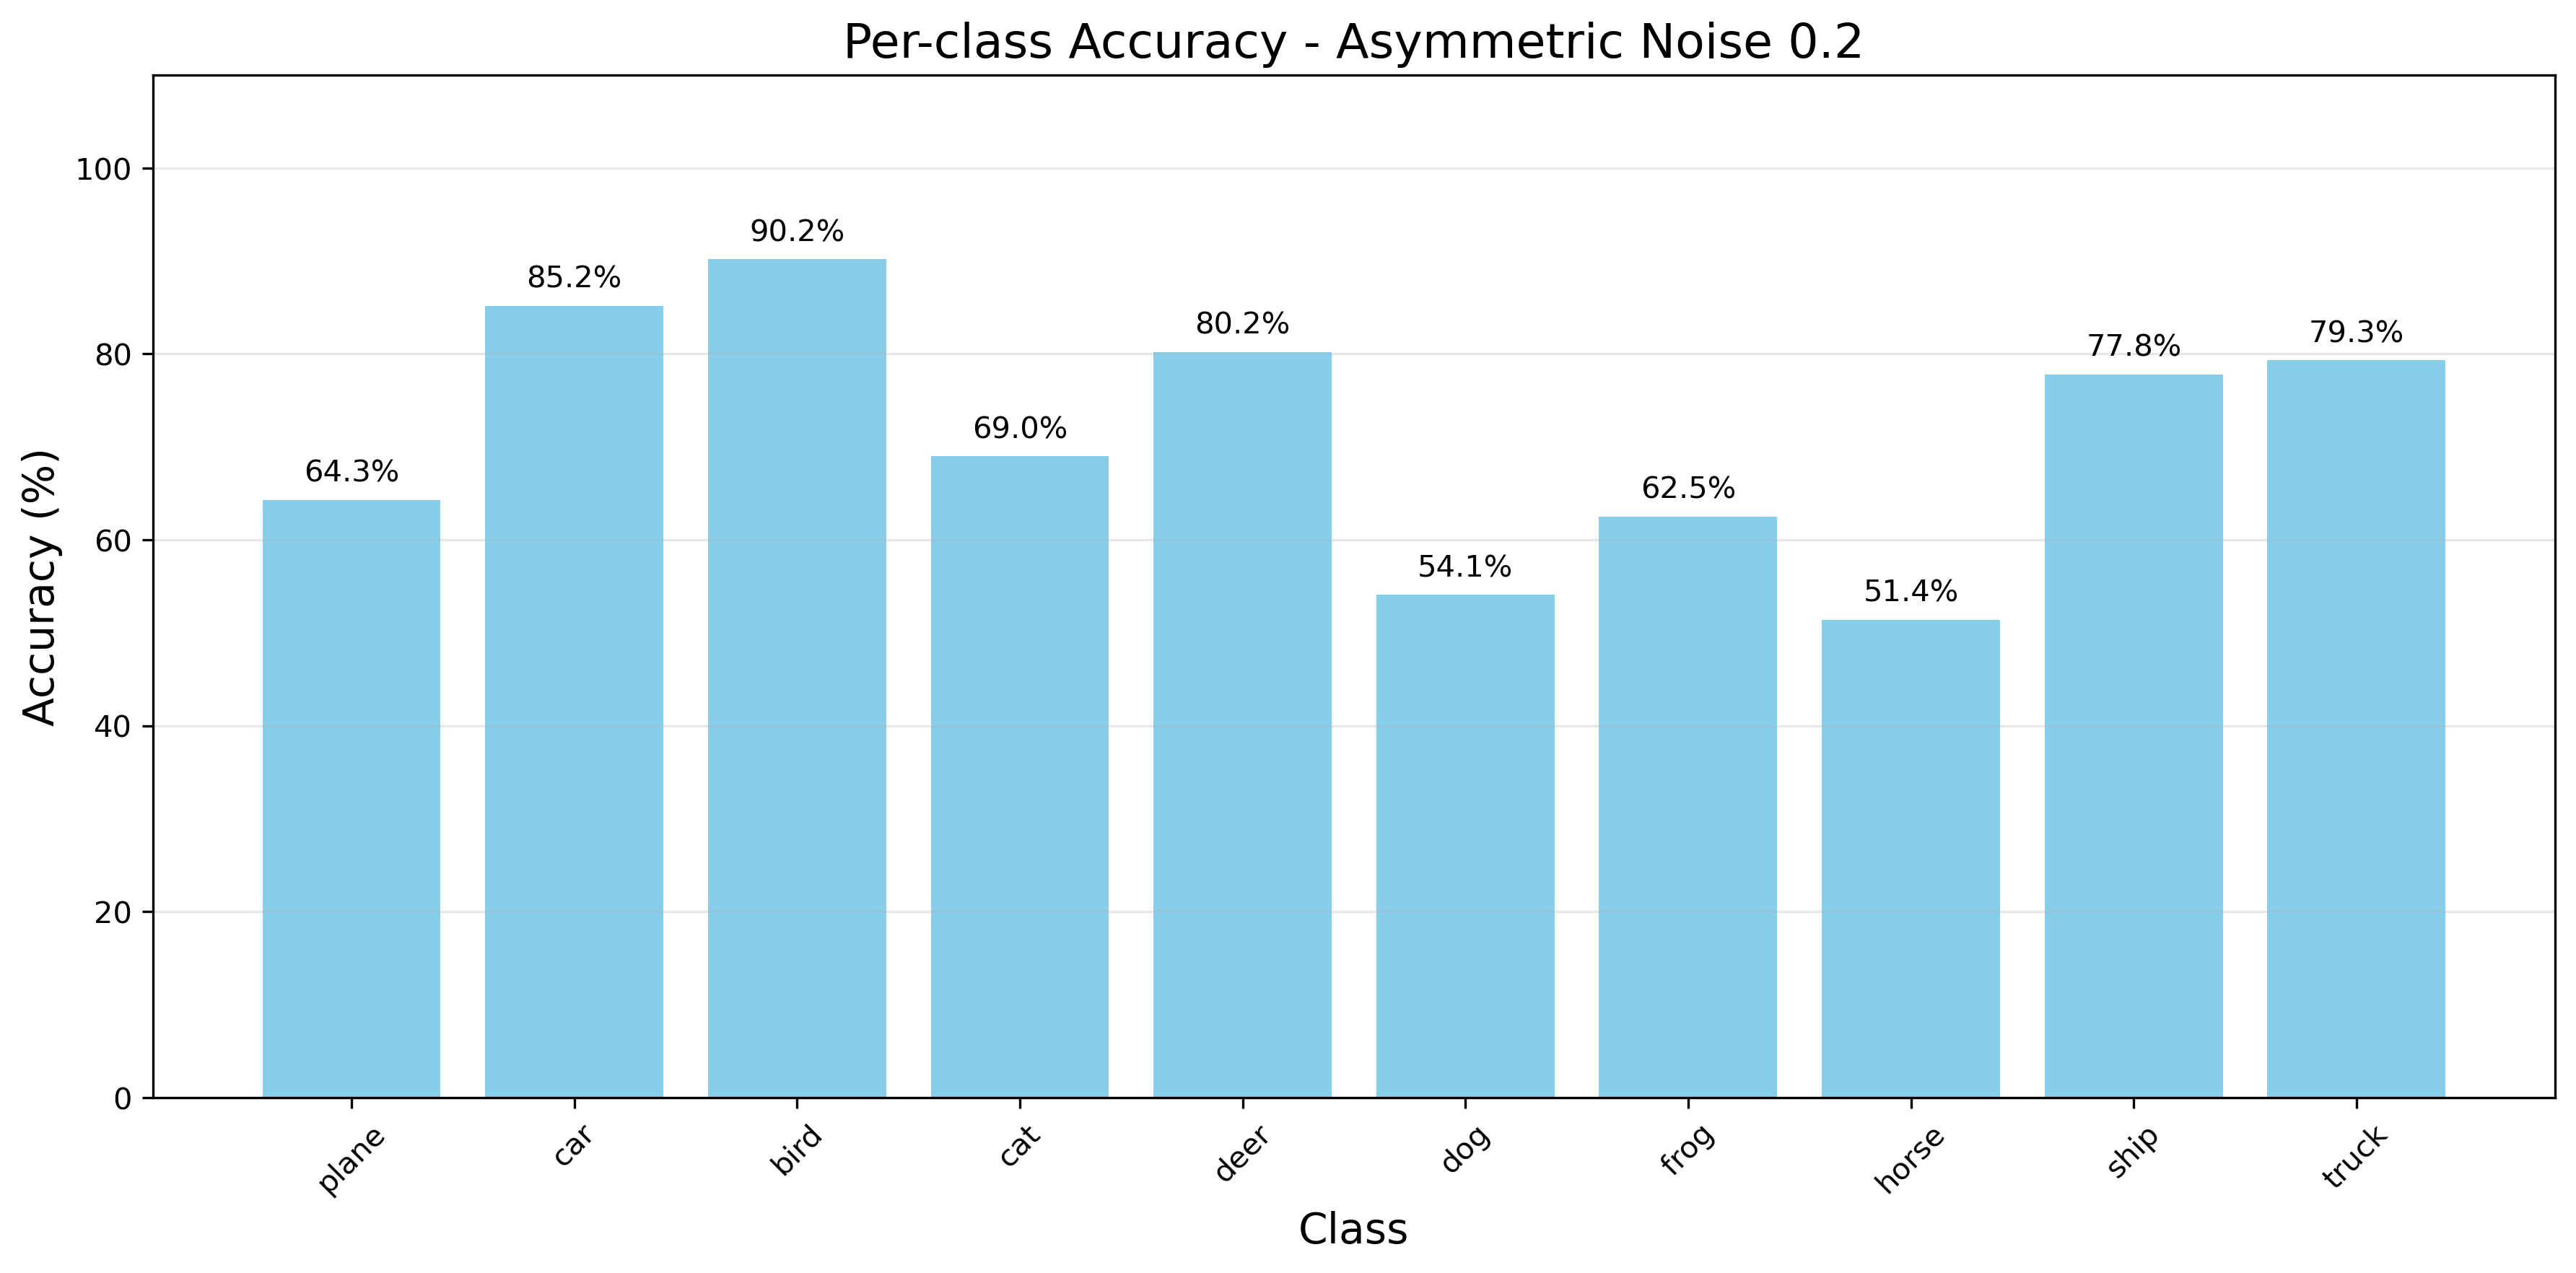 Per-class Accuracy - Asymmetric Noise 0.2
Accuracy (%)
100
80
60
40
20
0
64.3%
85.2%
90.2%
69.0%
80.2%
54.1%
62.5%
51.4%
77.8%
79.3%
plane
car
bird
cat
deer
dog
frog
horse
ship
truck
Class